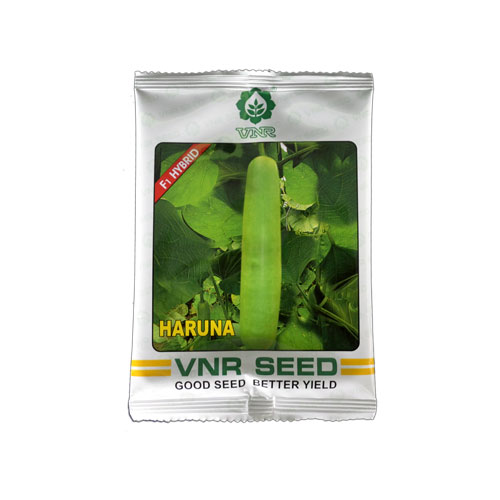 VNR
F1 HYBRID
HARUNA
VNR SEED
GOOD SEED BETTER YIELD